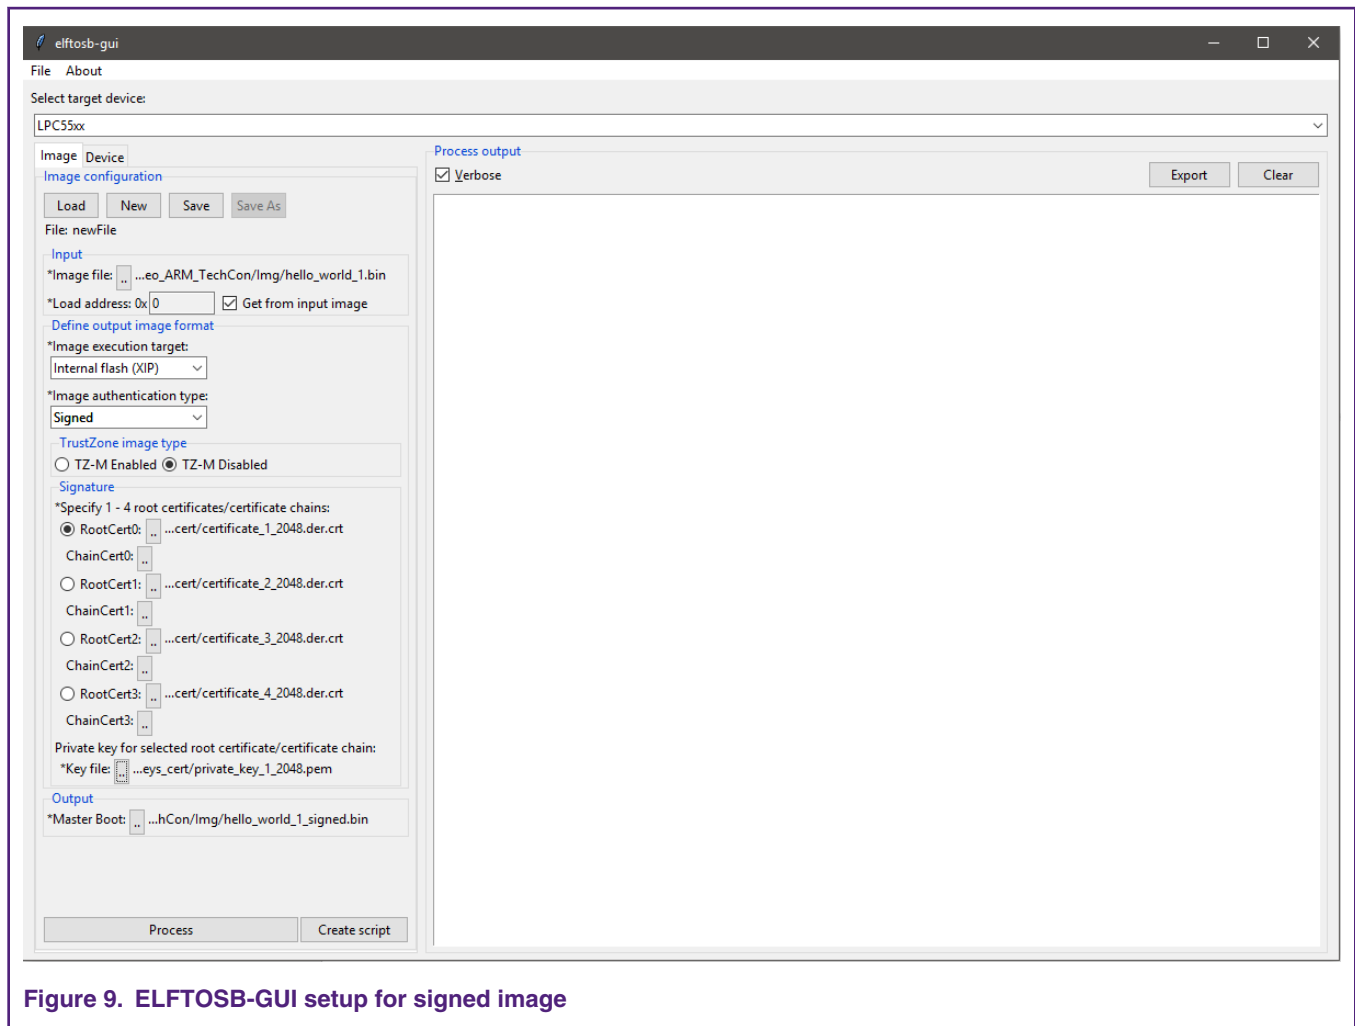 elftosb-gui
File About
Select target device:
LPC55xx
Image Device
Image configuration
Load New Save Save As
File: newFile
Input
*Image file: .. ...eo_ARM_TechCon/Img/hello_world_1.bin
*Load address: 0x 0 Get from input image
Define output image format
*Image execution target:
Internal flash (XIP)
*Image authentication type:
Signed
TrustZone image type
TZ-M Enabled TZ-M Disabled
Signature
*Specify 1 - 4 root certificates/certificate chains:
RootCert0: .. ...cert/certificate_1_2048.der.crt
ChainCert0: ..
RootCert1: .. ...cert/certificate_2_2048.der.crt
ChainCert1: ..
RootCert2: .. ...cert/certificate_3_2048.der.crt
ChainCert2: ..
RootCert3: .. ...cert/certificate_4_2048.der.crt
ChainCert3: ..
Private key for selected root certificate/certificate chain:
*Key file: .. ...eys_cert/private_key_1_2048.pem
Output
*Master Boot: .. ...hCon/Img/hello_world_1_signed.bin
Process Create script
Process output
Verbose Export Clear
Figure 9. ELFTOSB-GUI setup for signed image